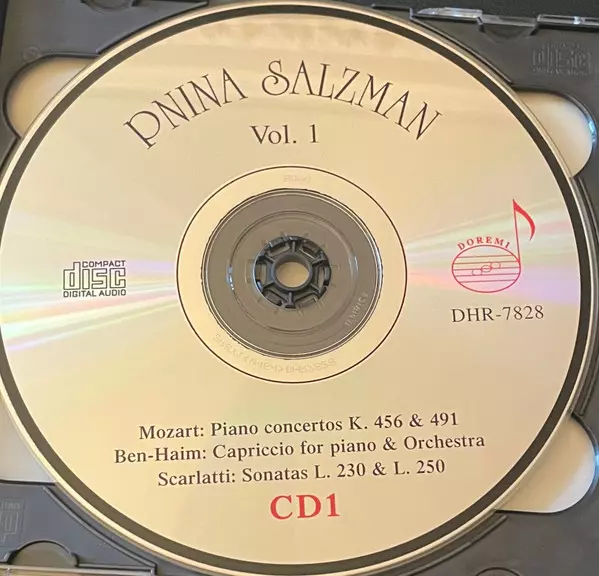 PNINA SALZMAN
Vol. 1
COMPACT
disc
DIGITAL AUDIO
DOREMI
DHR-7828
Mozart: Piano concertos K. 456 & 491
Ben-Haim: Capriccio for piano & Orchestra
Scarlatti: Sonatas L. 230 & L. 250
CD1